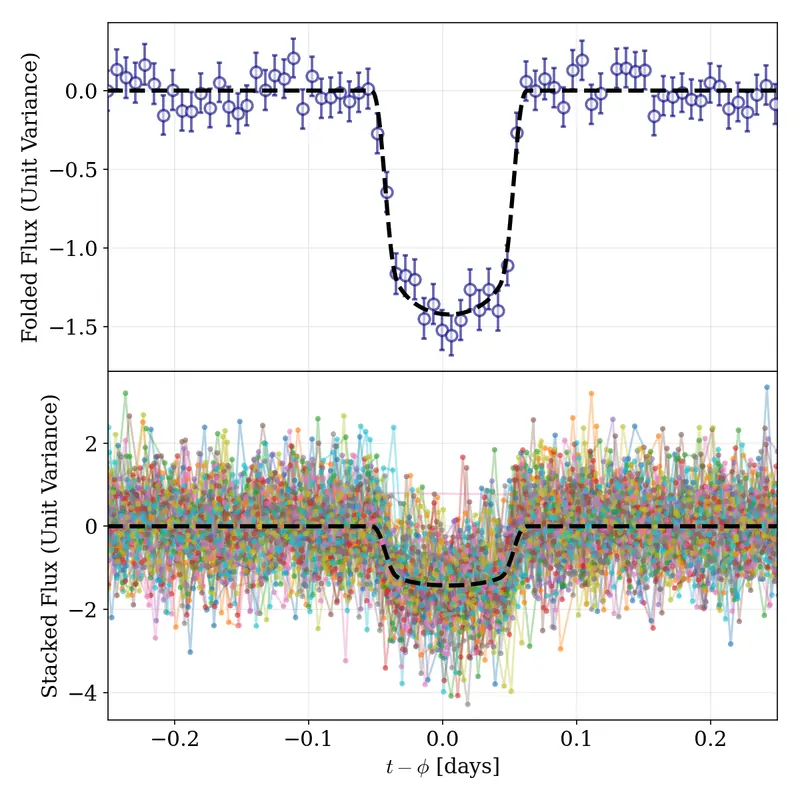 Folded Flux (Unit Variance)
0.0
−0.5
−1.0
−1.5
Stacked Flux (Unit Variance)
2
0
−2
−4
−0.2 −0.1 0.0 0.1 0.2
t − ϕ [days]